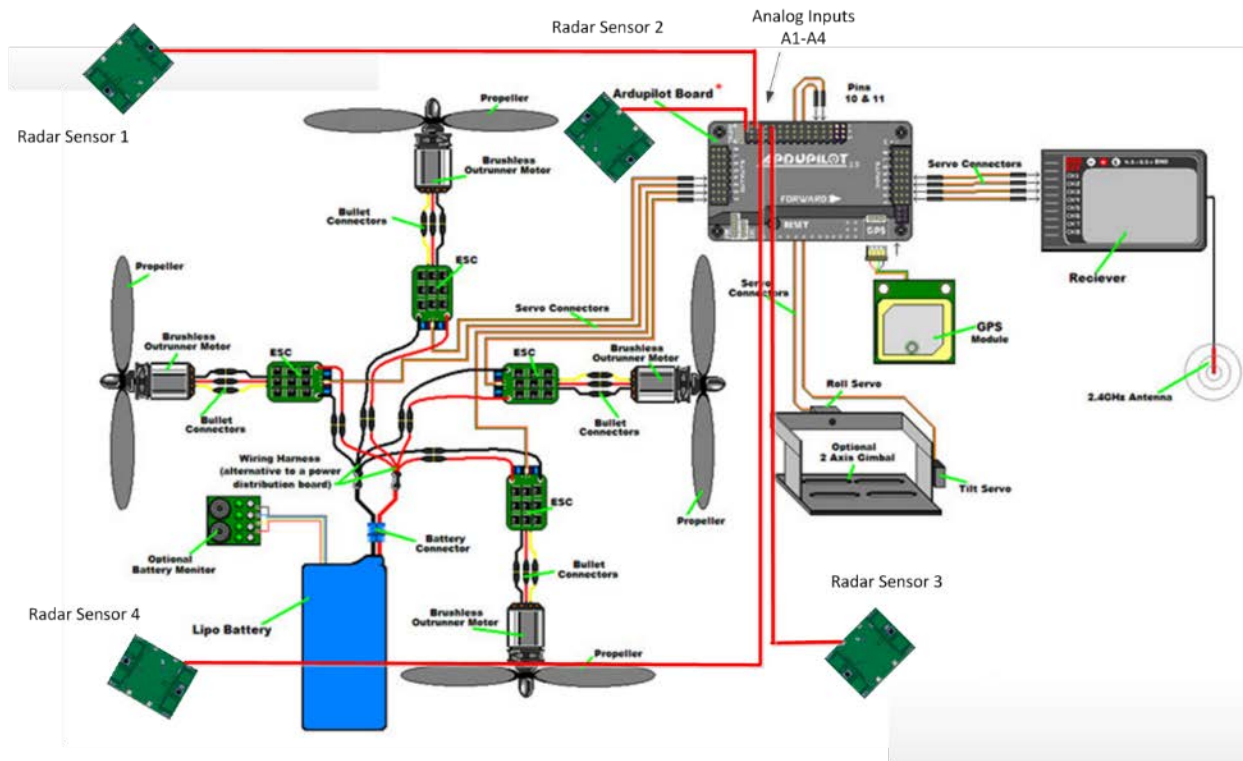 Radar Sensor 2
Analog Inputs
A1-A4
Radar Sensor 1
Propeller
Ardupilot Board *
Pins
10 & 11
Brushless
Outrunner Motor
Bullet
Connectors
ESC
Servo Connectors
FORWARD
RESET
GPS
Servo Connectors
Reciever
Propeller
Servo
Connectors
GPS
Module
Brushless
Outrunner Motor
ESC
Bullet
Connectors
ESC
Brushless
Outrunner Motor
Bullet
Connectors
2.4GHz Antenna
Roll Servo
Optional
2 Axis Gimbal
Tilt Servo
Wiring Harness
(alternative to a power
distribution board)
ESC
Propeller
Optional
Battery Monitor
Battery
Connector
Bullet
Connectors
Radar Sensor 3
Radar Sensor 4
Lipo Battery
Brushless
Outrunner Motor
Propeller